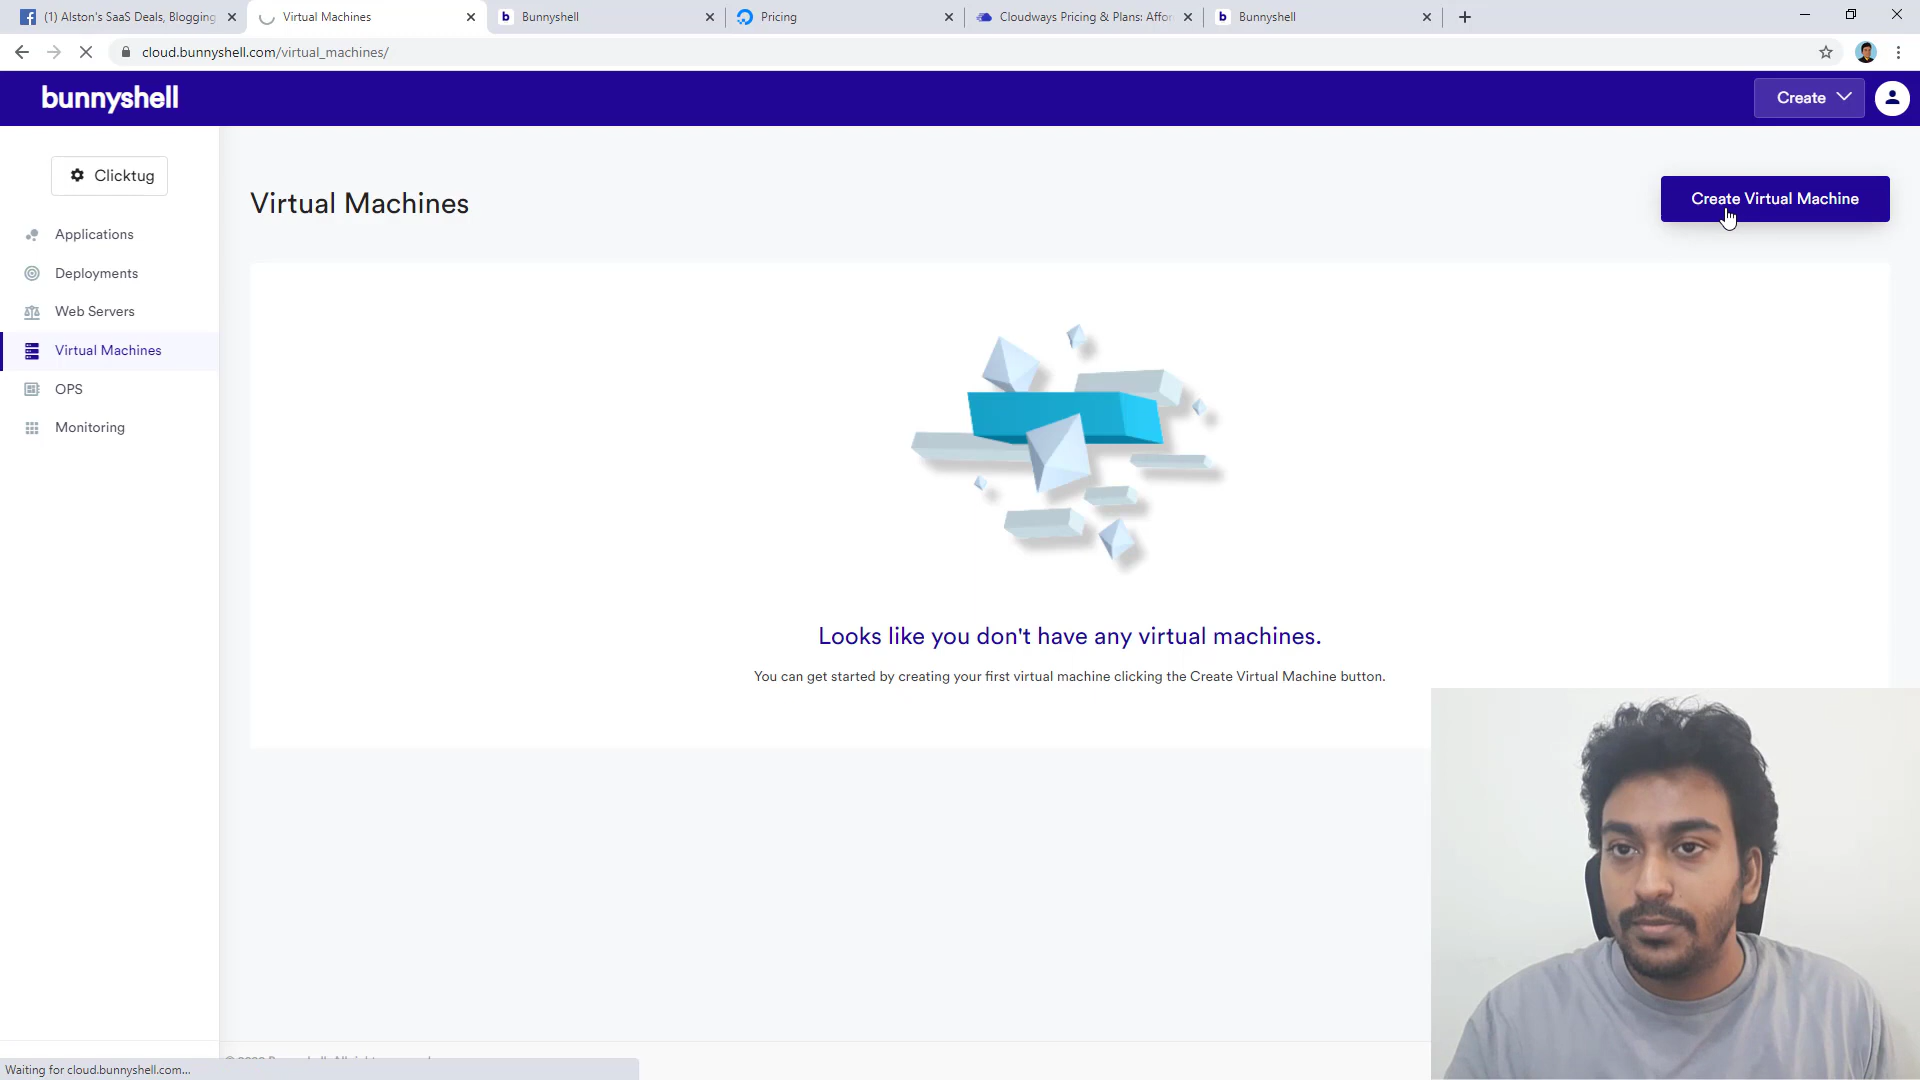 (1) Alston's SaaS Deals, Blogging
Virtual Machines
Bunnyshell
Pricing
Cloudways Pricing & Plans: Affor
Bunnyshell
cloud.bunnyshell.com/virtual_machines/
bunnyshell
Create
Clicktug
Applications
Deployments
Web Servers
Virtual Machines
OPS
Monitoring
Virtual Machines
Create Virtual Machine
Looks like you don't have any virtual machines.
You can get started by creating your first virtual machine clicking the Create Virtual Machine button.
Waiting for cloud.bunnyshell.com...